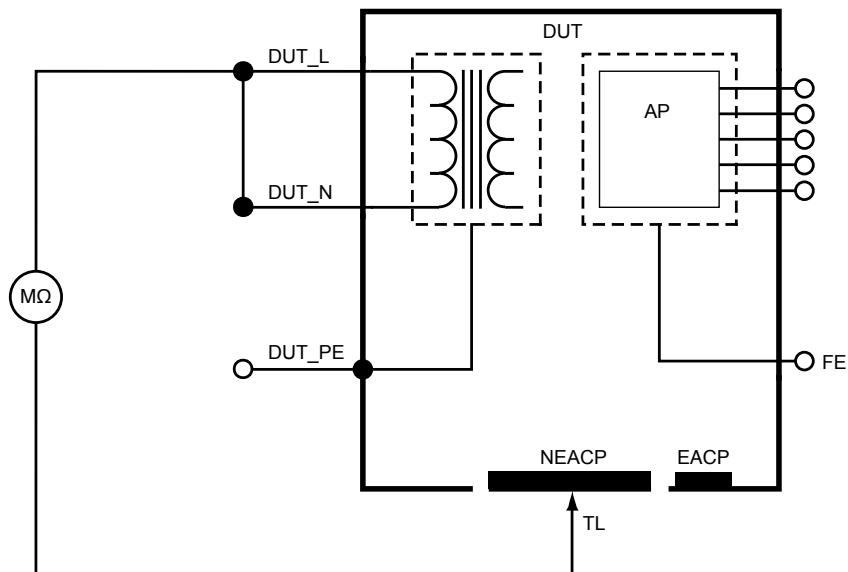 DUT
DUT_L
AP
DUT_N
MΩ
DUT_PE
FE
NEACP
EACP
TL